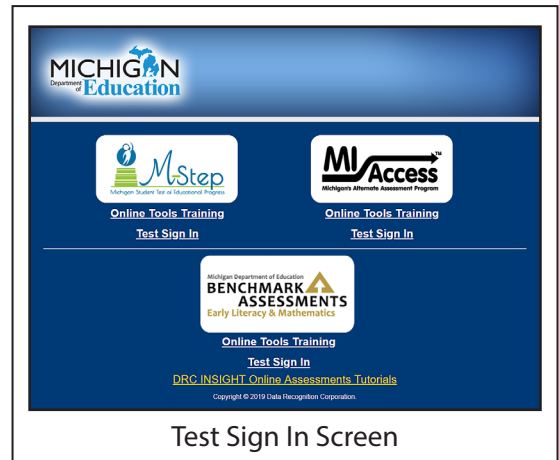 MICHIGAN
Department of Education
M-Step
Michigan Student Test of Educational Progress
Online Tools Training
Test Sign In
MI Access™
Michigan's Alternate Assessment Program
Online Tools Training
Test Sign In
Michigan Department of Education
BENCHMARK
ASSESSMENTS
Early Literacy & Mathematics
Online Tools Training
Test Sign In
DRC INSIGHT Online Assessments Tutorials
Copyright © 2019 Data Recognition Corporation.
Test Sign In Screen